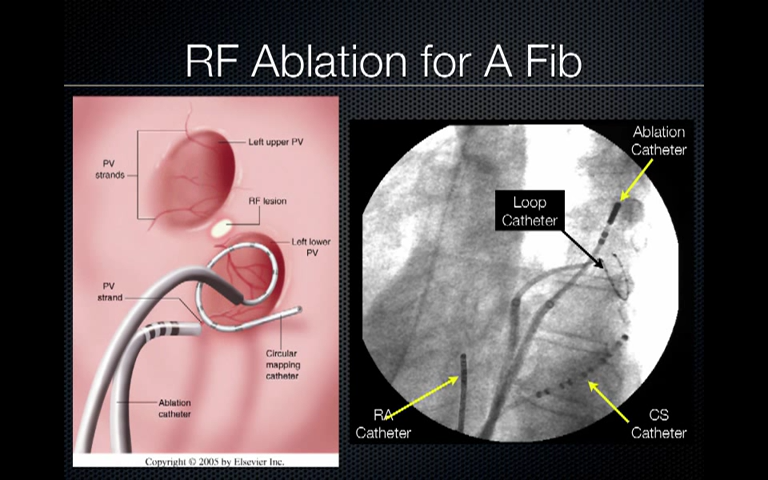 RF Ablation for A Fib
PV
strands
Left upper PV
RF lesion
Left lower
PV
PV
strand
Circular
mapping
catheter
Ablation
catheter
Copyright © 2005 by Elsevier Inc.
Ablation
Catheter
Loop
Catheter
RA
Catheter
CS
Catheter